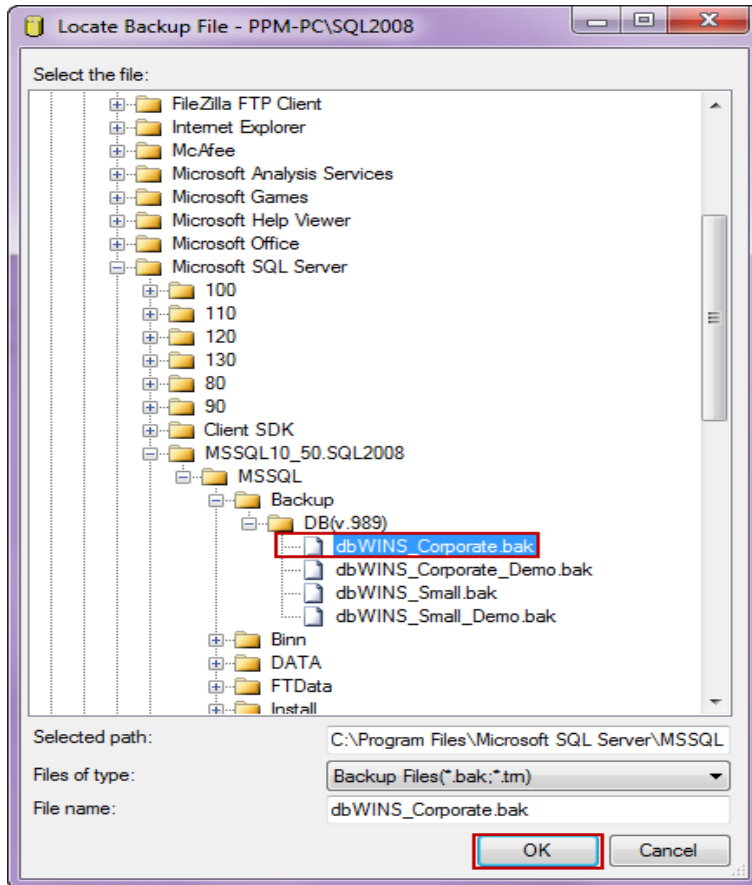 Locate Backup File - PPM-PC\SQL2008
Select the file:
FileZilla FTP Client
Internet Explorer
McAfee
Microsoft Analysis Services
Microsoft Games
Microsoft Help Viewer
Microsoft Office
Microsoft SQL Server
100
110
120
130
80
90
Client SDK
MSSQL10_50.SQL2008
MSSQL
Backup
DB(v.989)
dbWINS_Corporate.bak
dbWINS_Corporate_Demo.bak
dbWINS_Small.bak
dbWINS_Small_Demo.bak
Binn
DATA
FTData
Install
Selected path: C:\Program Files\Microsoft SQL Server\MSSQL
Files of type: Backup Files(*.bak;*.trn)
File name: dbWINS_Corporate.bak
OK Cancel